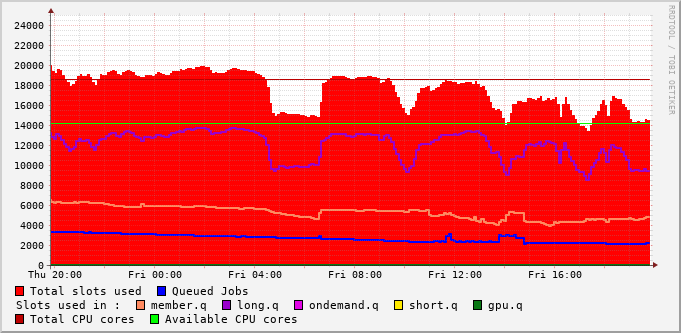 24000
22000
20000
18000
16000
14000
12000
10000
8000
6000
4000
2000
0
Thu 20:00 Fri 00:00 Fri 04:00 Fri 08:00 Fri 12:00 Fri 16:00
RRDTOOL / TOBI OETIKER
Total slots used Queued Jobs
Slots used in : member.q long.q ondemand.q short.q gpu.q
Total CPU cores Available CPU cores